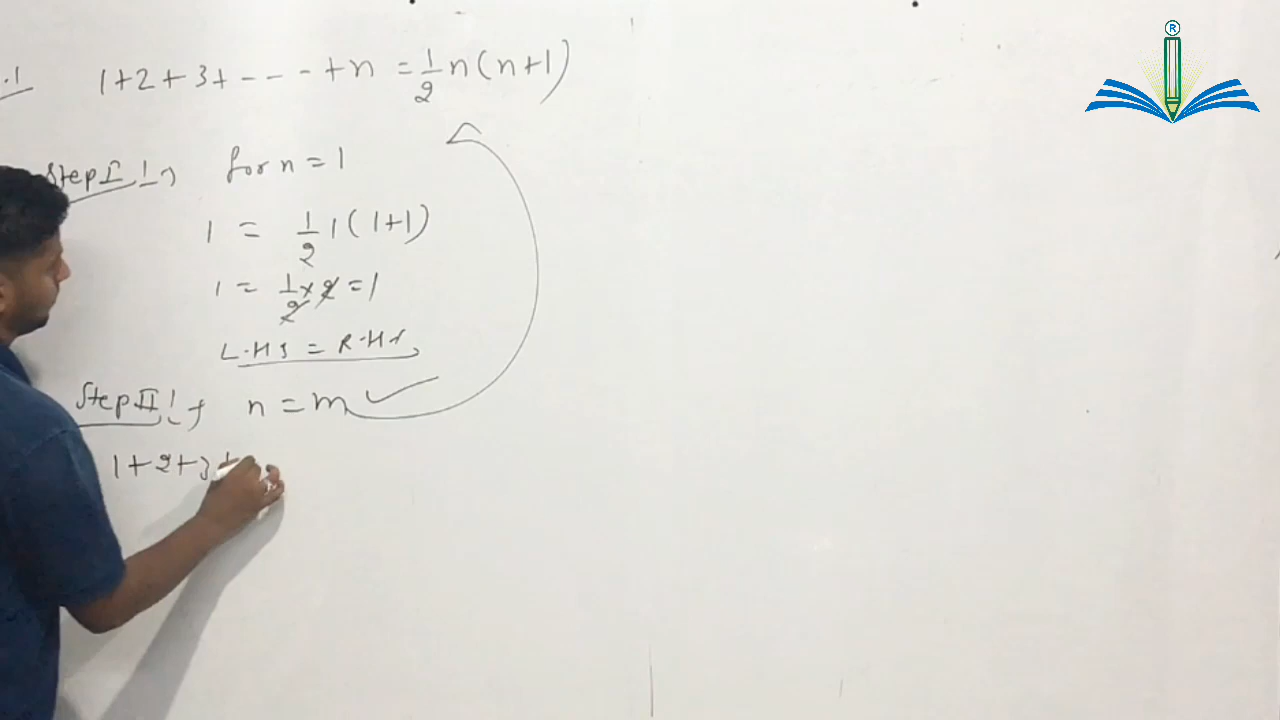 .1 1+2+3+----+n = 1/2 n(n+1)
Step I :→ for n = 1
1 = 1/2 1(1+1)
1 = 1/2 × 2 = 1
L.H.S = R.H.S
Step II :→ n = m
1+2+3+
®